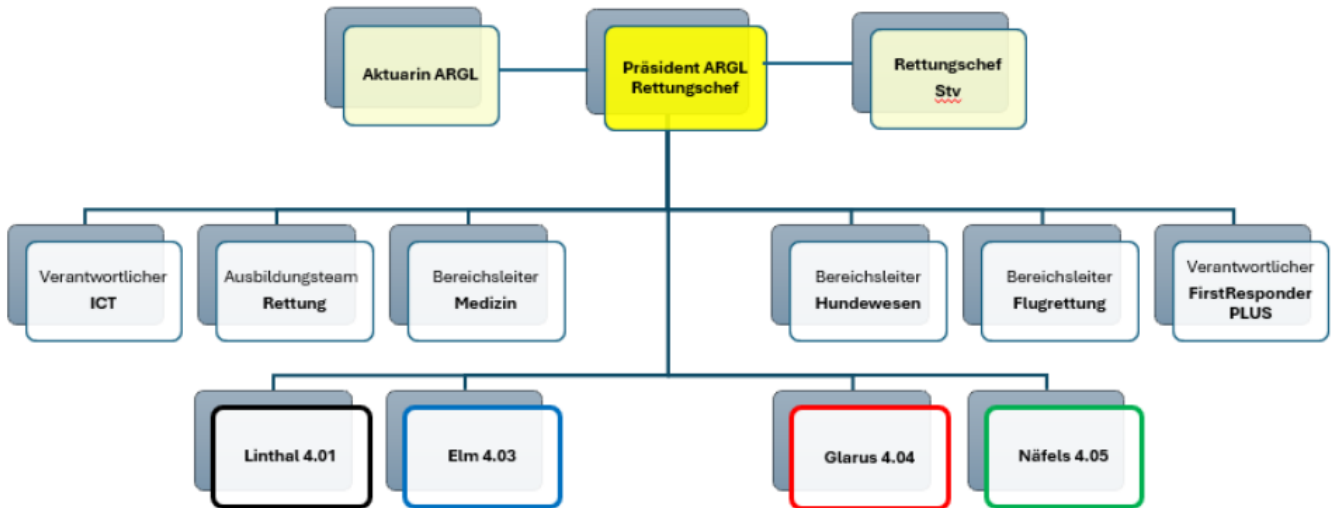 Aktuarin ARGL
Präsident ARGL
Rettungschef
Rettungschef
Stv
Verantwortlicher
ICT
Ausbildungsteam
Rettung
Bereichsleiter
Medizin
Bereichsleiter
Hundewesen
Bereichsleiter
Flugrettung
Verantwortlicher
FirstResponder
PLUS
Linthal 4.01
Elm 4.03
Glarus 4.04
Näfels 4.05